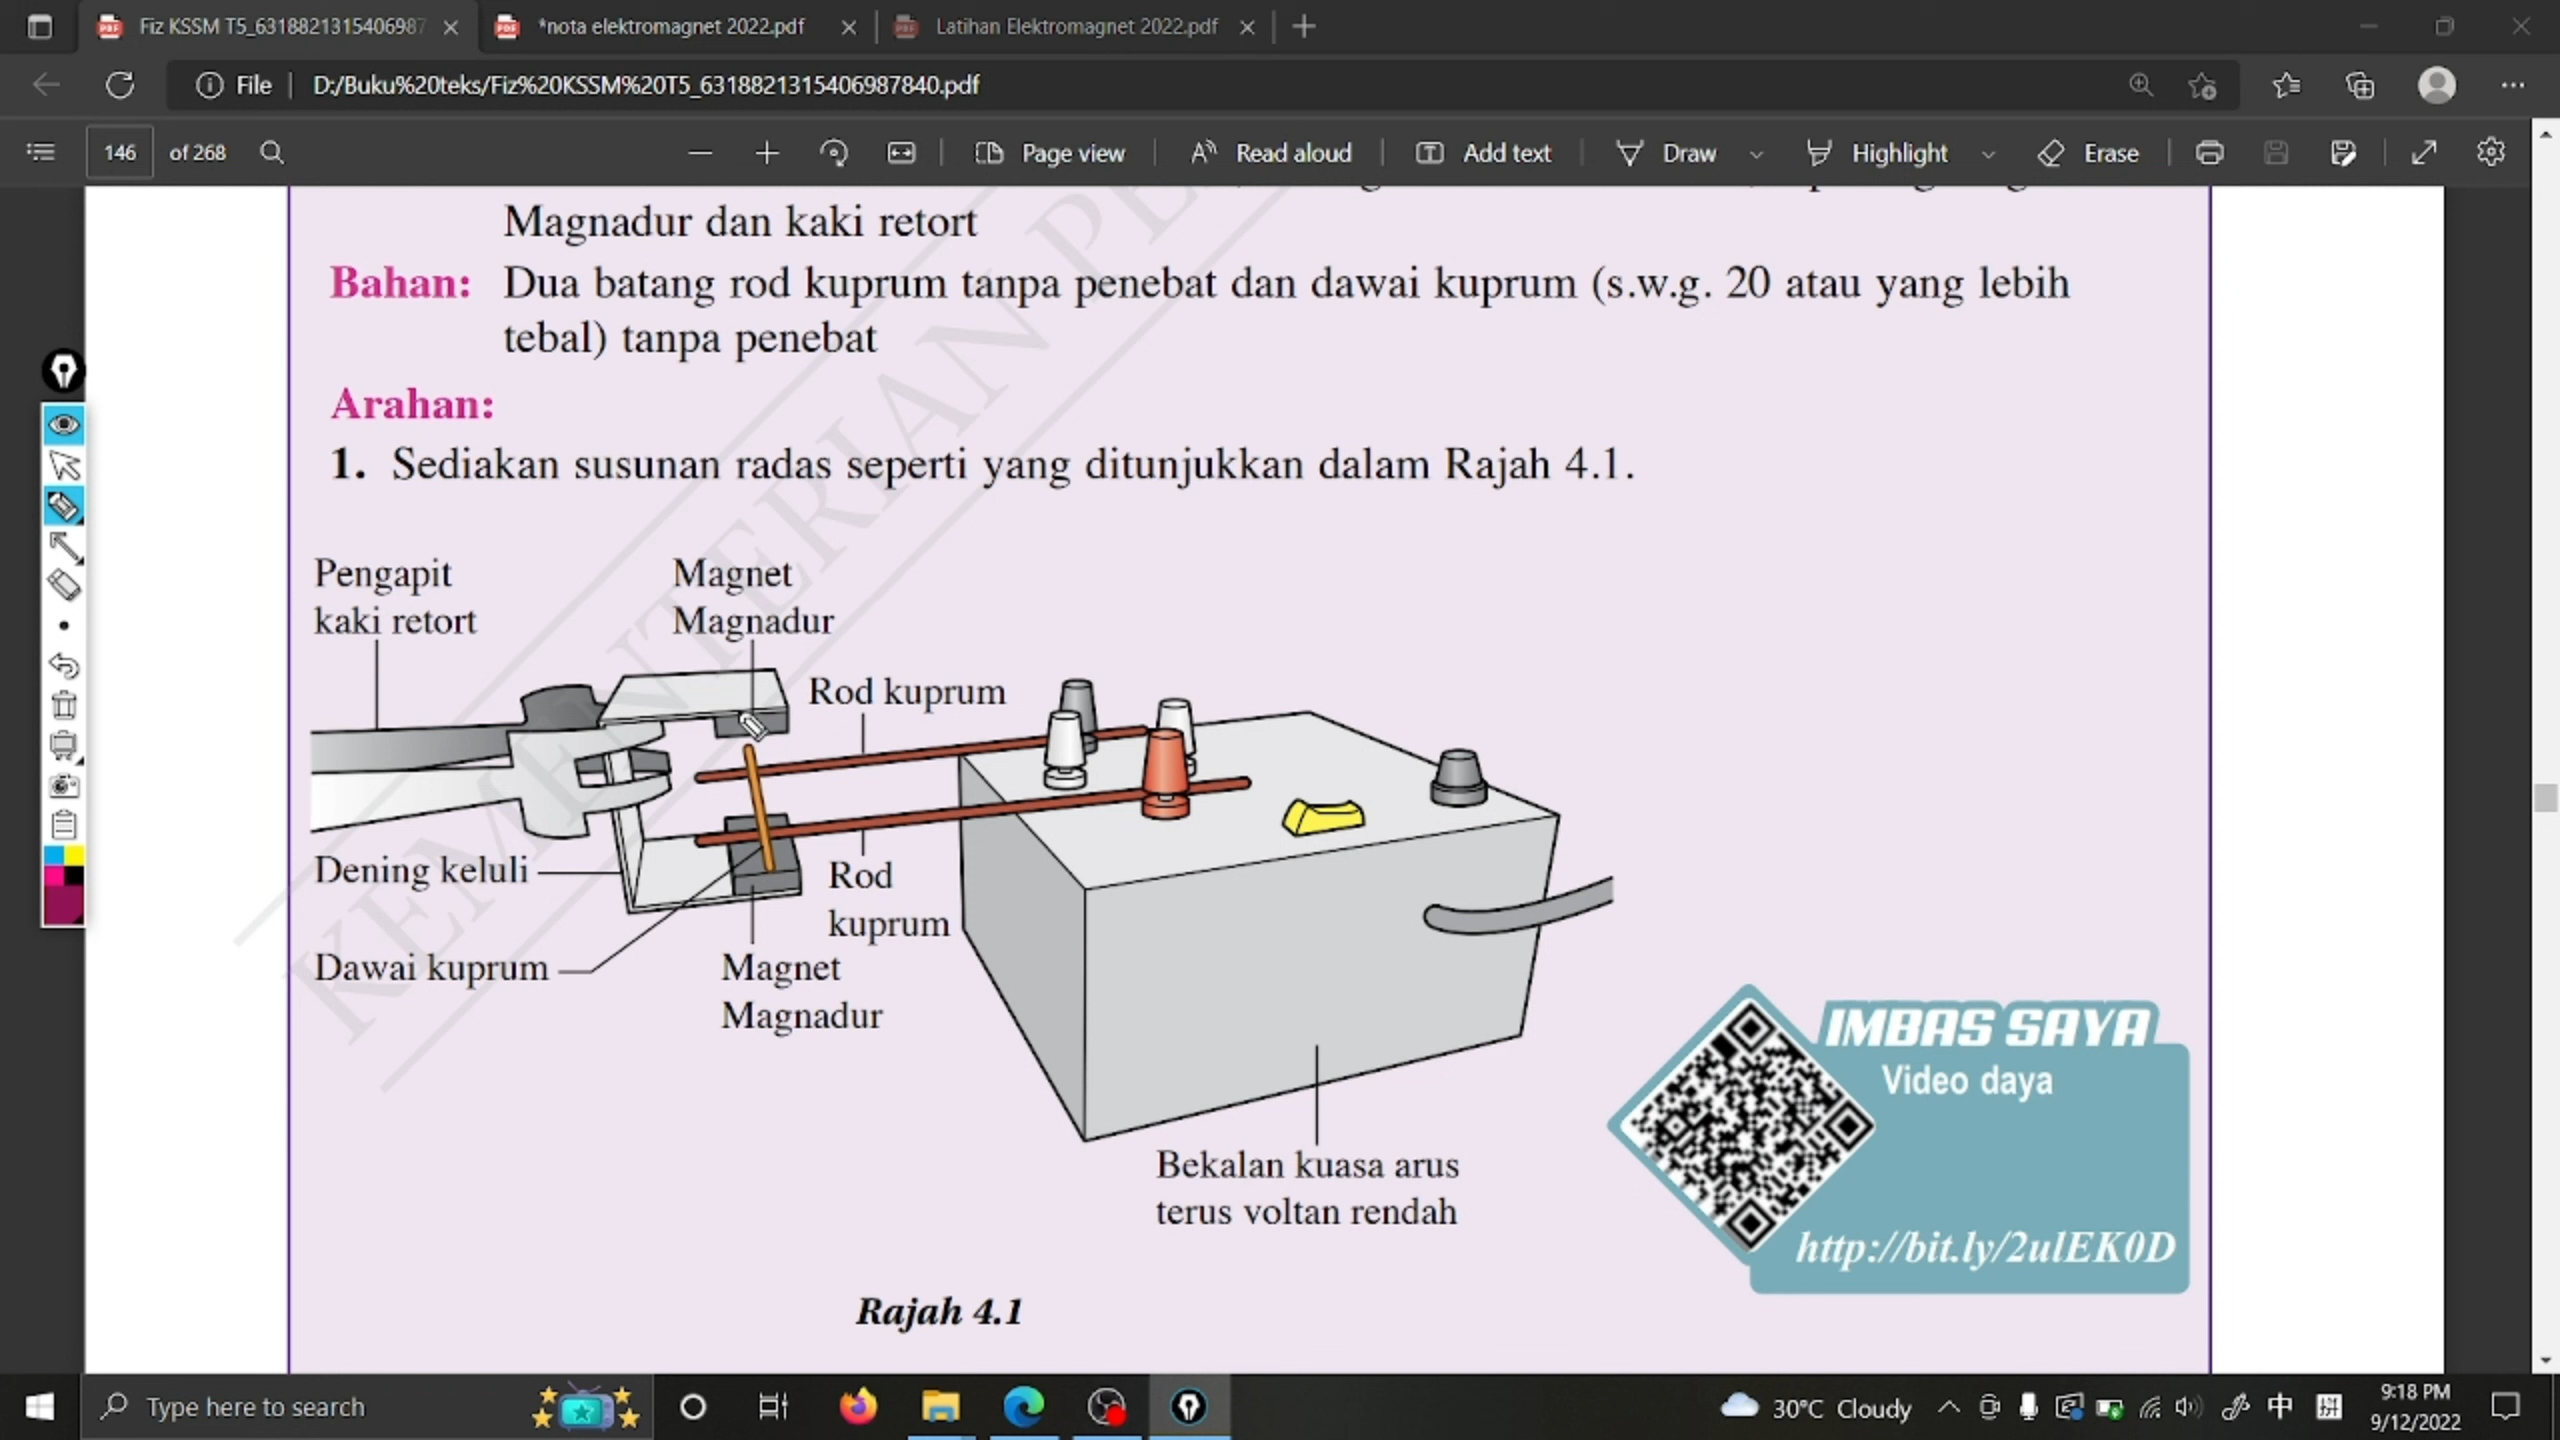 Fiz KSSM T5_6318821315406987
*nota elektromagnet 2022.pdf
Latihan Elektromagnet 2022.pdf
File
D:/Buku%20teks/Fiz%20KSSM%20T5_6318821315406987840.pdf
146 of 268
Page view
Read aloud
Add text
Draw
Highlight
Erase
KEMENTERIAN PE
Magnadur dan kaki retort
Bahan: Dua batang rod kuprum tanpa penebat dan dawai kuprum (s.w.g. 20 atau yang lebih
tebal) tanpa penebat
Arahan:
1. Sediakan susunan radas seperti yang ditunjukkan dalam Rajah 4.1.
Pengapit
kaki retort
Magnet
Magnadur
Rod kuprum
Dening keluli
Rod
kuprum
Dawai kuprum
Magnet
Magnadur
Bekalan kuasa arus
terus voltan rendah
IMBAS SAYA
Video daya
http://bit.ly/2ulEK0D
Rajah 4.1
Type here to search
30°C Cloudy
中
拼
9:18 PM
9/12/2022